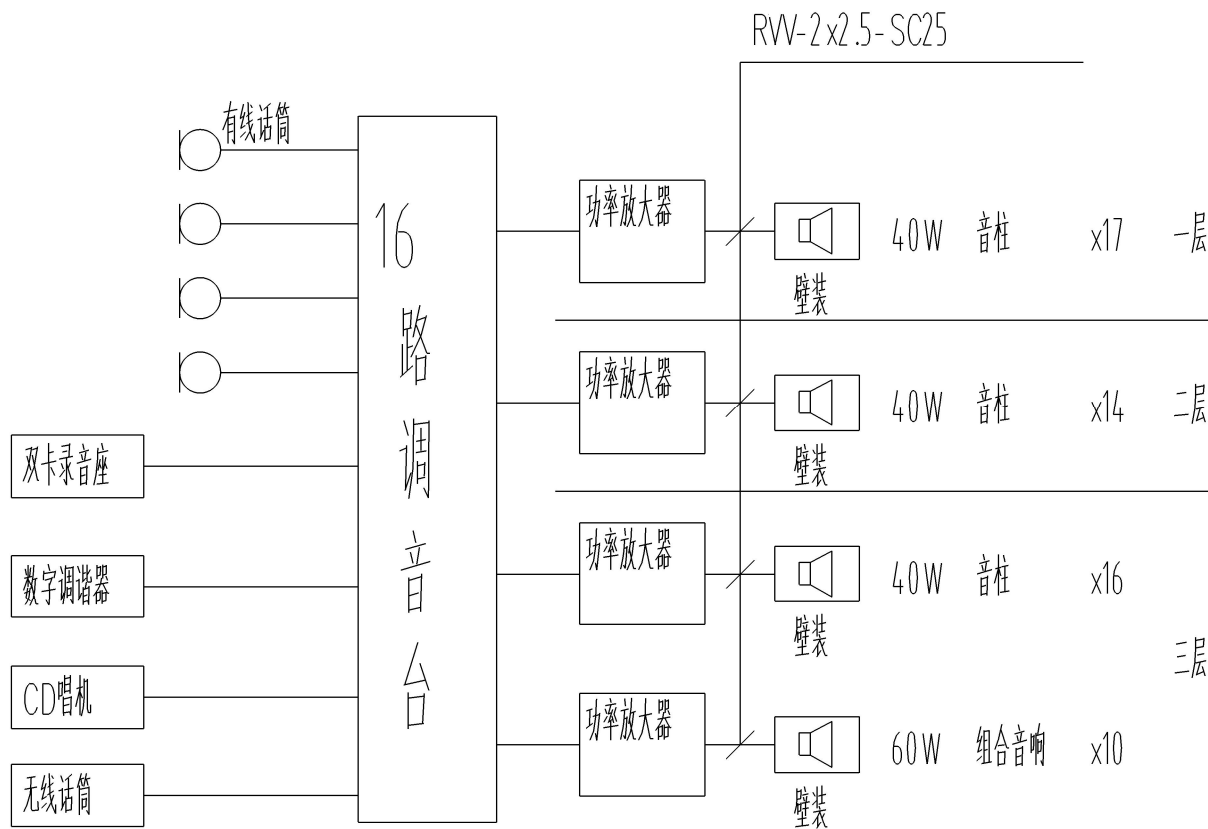 RVV-2x2.5-SC25
有线话筒
16路调音台
双卡录音座
数字调谐器
CD唱机
无线话筒
功率放大器
壁装
40W 音柱 x17 一层
功率放大器
壁装
40W 音柱 x14 二层
功率放大器
壁装
40W 音柱 x16
三层
功率放大器
壁装
60W 组合音响 x10